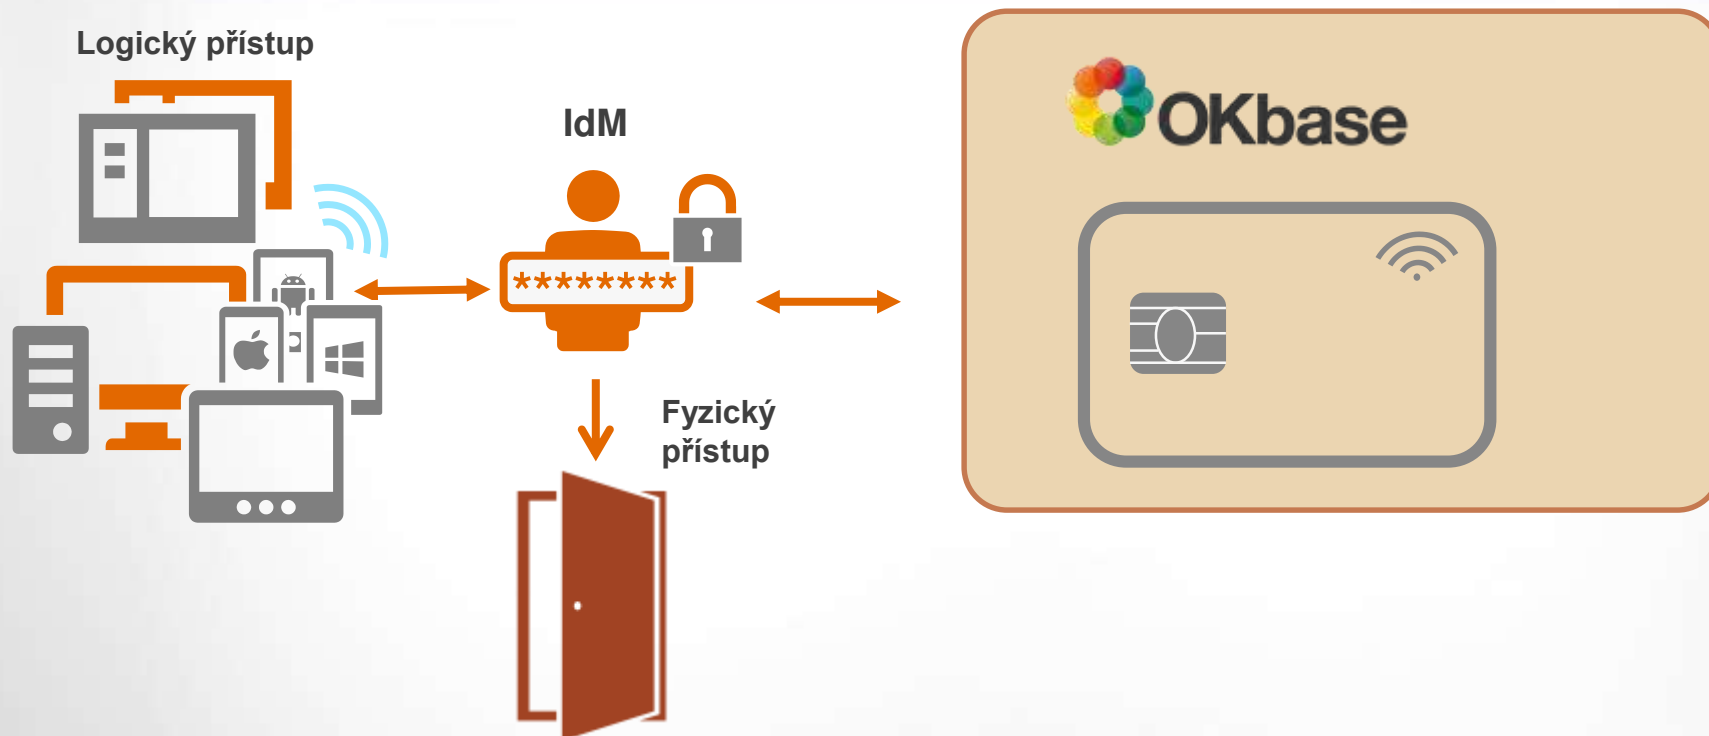 Logický přístup
IdM
OKbase
********
Fyzický
přístup